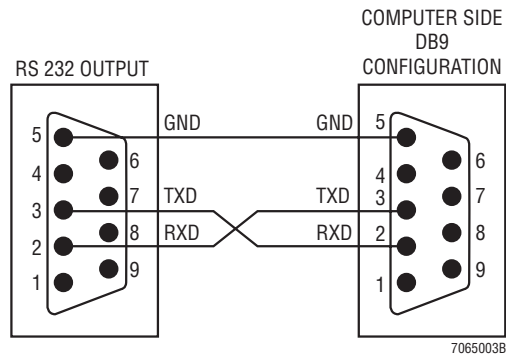 COMPUTER SIDE
DB9
CONFIGURATION
RS 232 OUTPUT
GND GND
5 5
6 6
4 4
7 TXD TXD 7
3 3
8 RXD RXD 8
2 2
9 9
1 1
7065003B